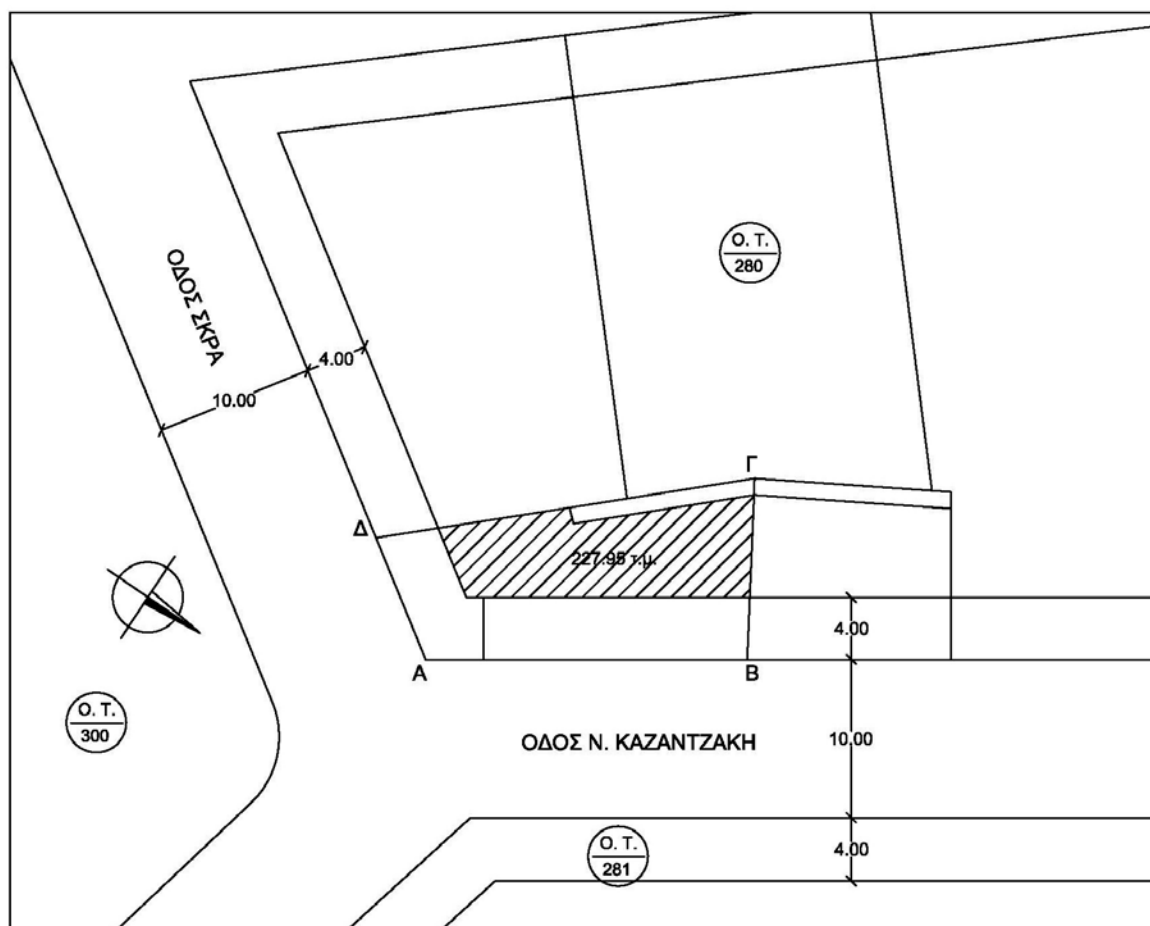 Ο. Τ.
280
ΟΔΟΣ ΣΚΡΑ
4.00
10.00
Γ
Δ
227.95 τ.μ.
4.00
Α
Β
Ο. Τ.
300
ΟΔΟΣ Ν. ΚΑΖΑΝΤΖΑΚΗ
10.00
Ο. Τ.
281
4.00